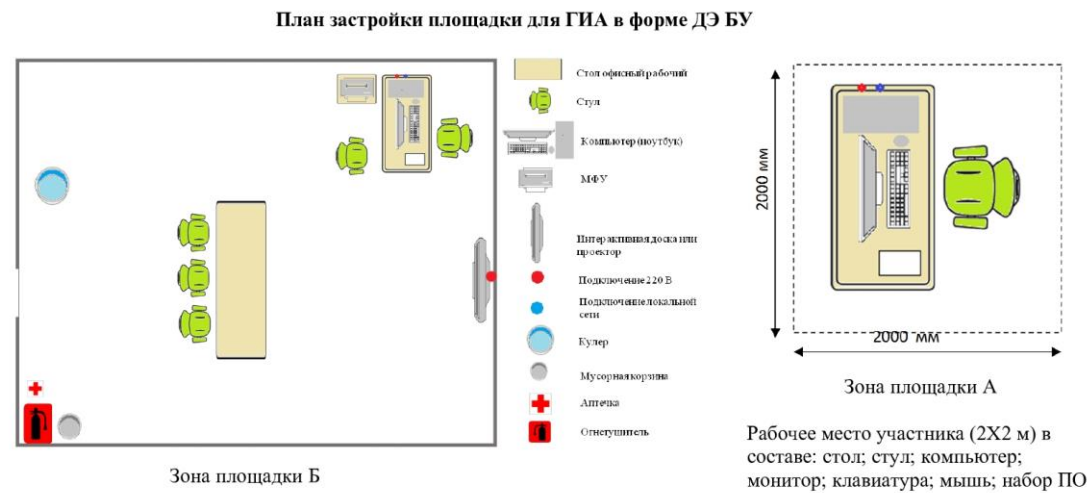 План застройки площадки для ГИА в форме ДЭ БУ
Стол офисный рабочий
Стул
Компьютер (ноутбук)
МФУ
Интерактивная доска или
проектор
Подключение 220 В
Подключение локальной
сети
Кулер
Мусорная корзина
Аптечка
Огнетушитель
Зона площадки Б
2000 мм
2000 мм
Зона площадки А
Рабочее место участника (2Х2 м) в
составе: стол; стул; компьютер;
монитор; клавиатура; мышь; набор ПО